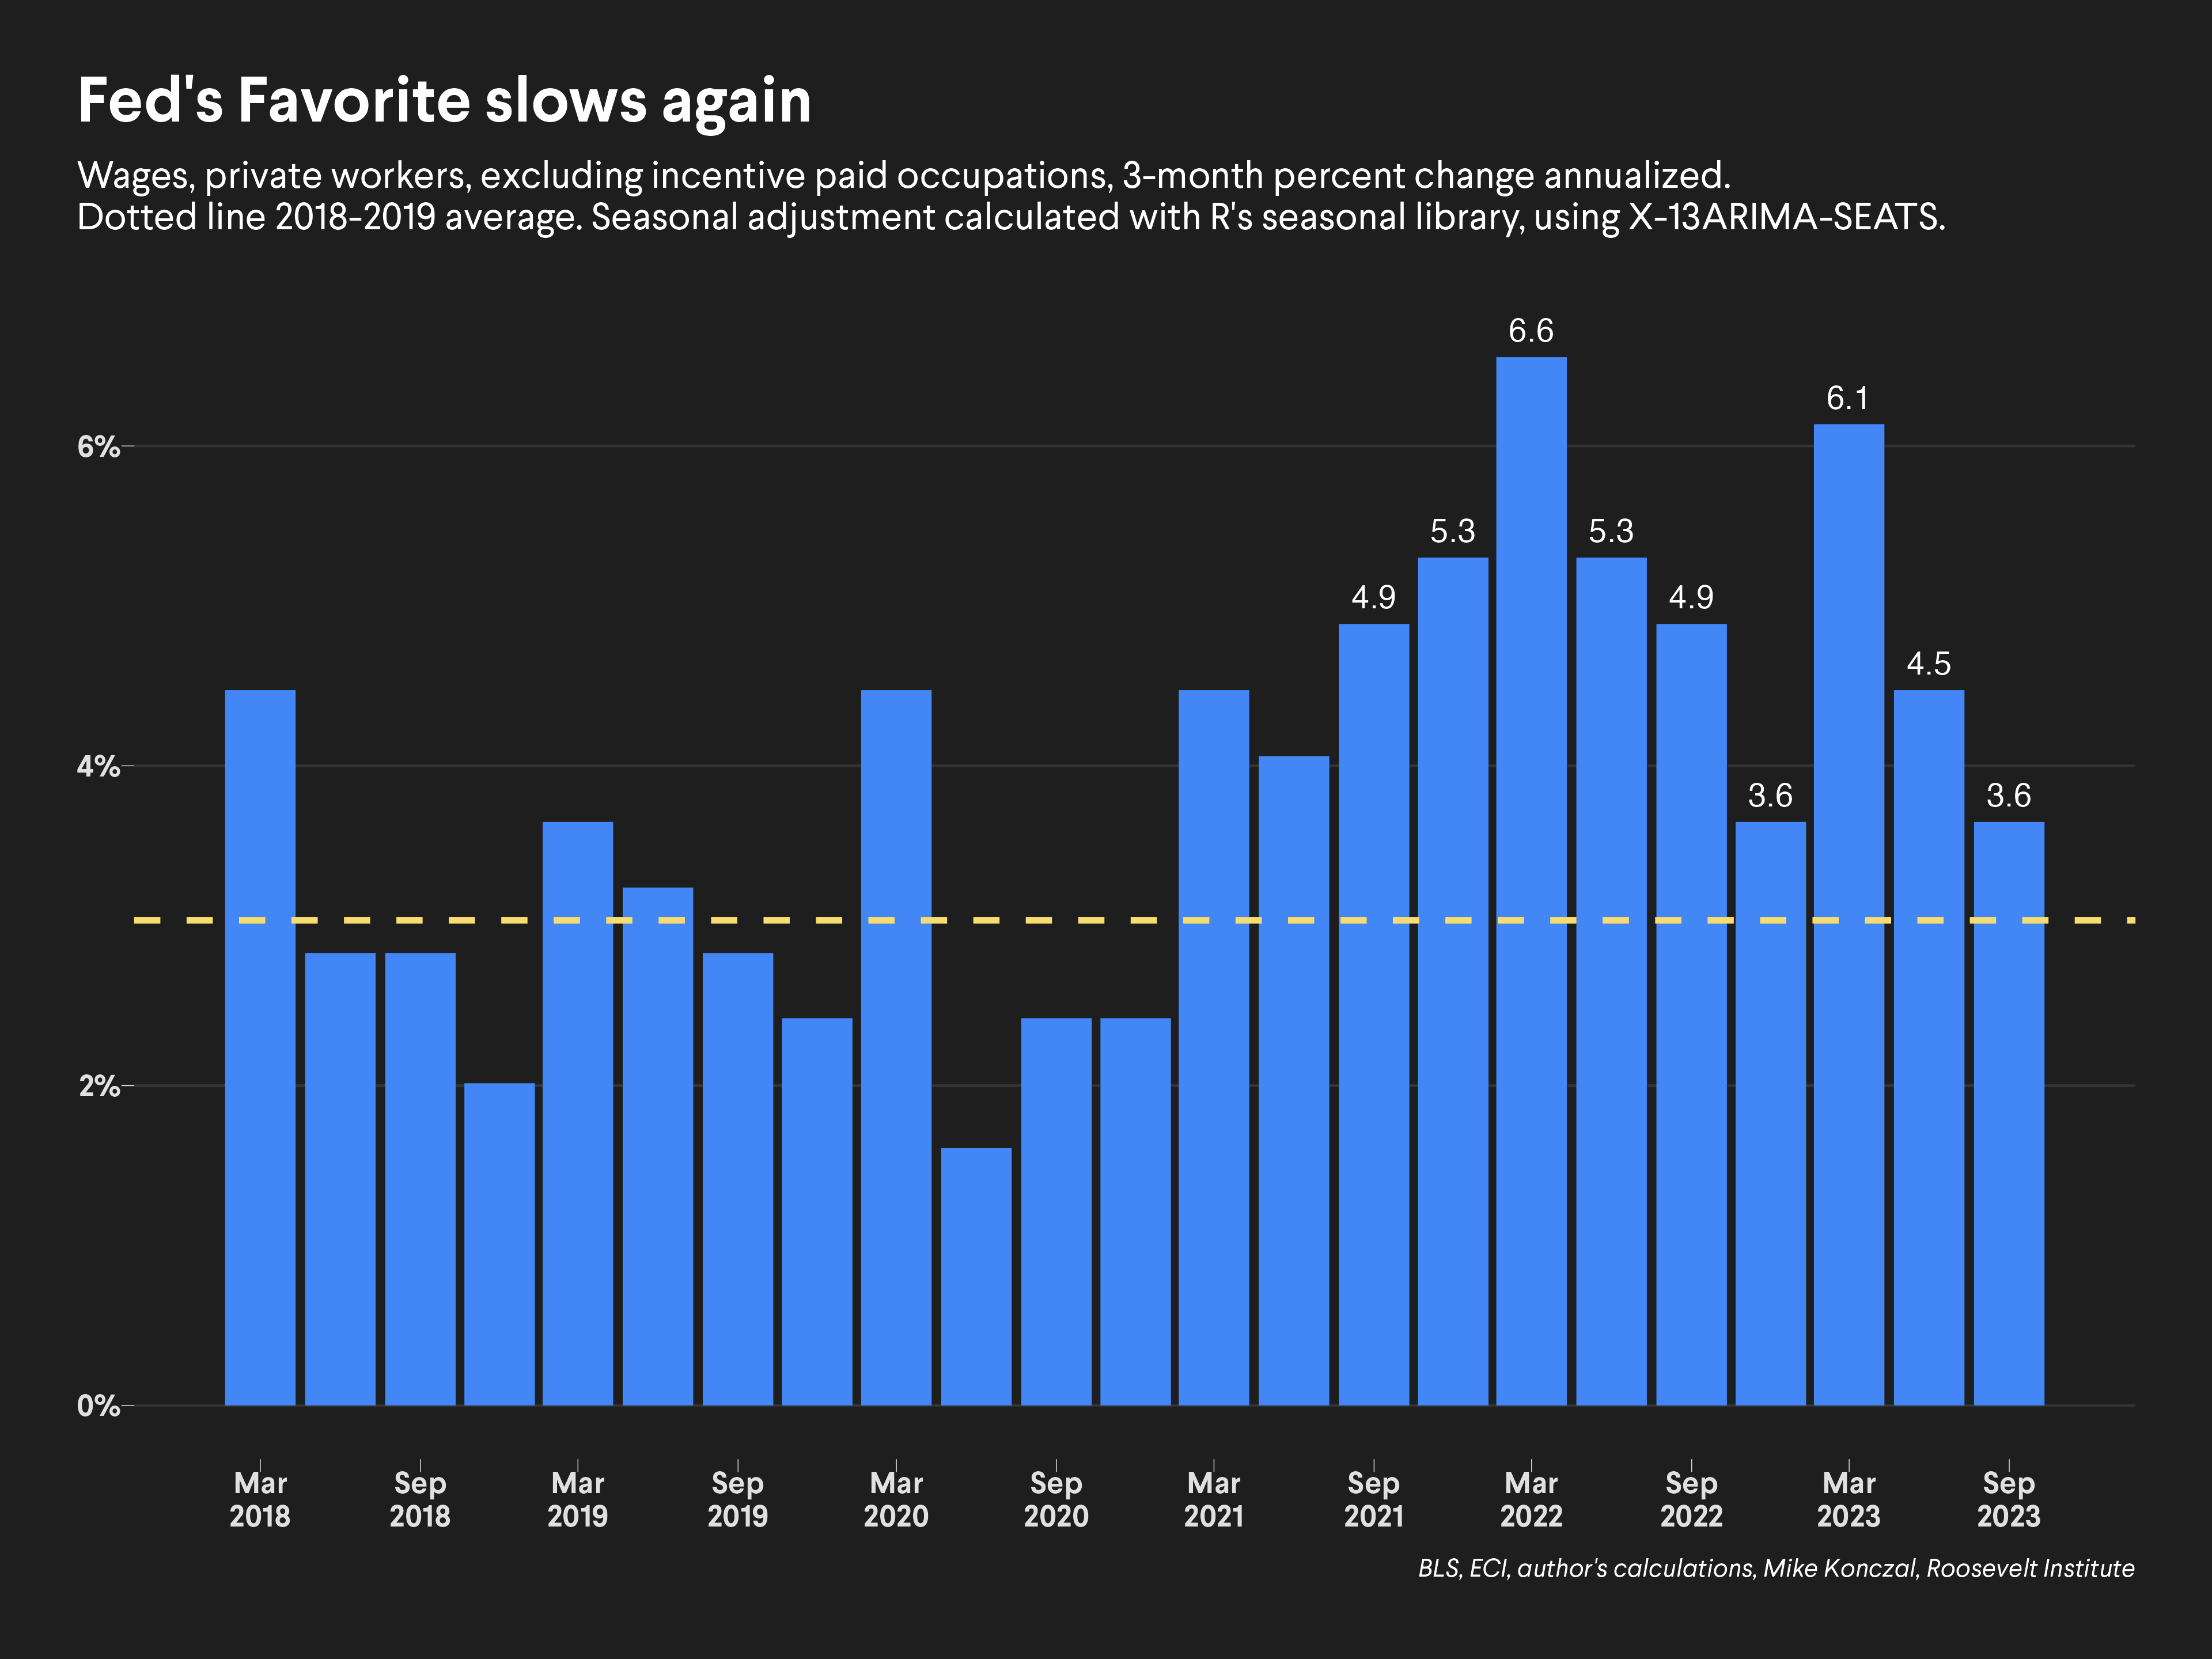 Fed's Favorite slows again
Wages, private workers, excluding incentive paid occupations, 3-month percent change annualized.
Dotted line 2018-2019 average. Seasonal adjustment calculated with R's seasonal library, using X-13ARIMA-SEATS.
6.6
6.1
6%
5.3
5.3
4.9
4.9
4.5
4%
3.6
3.6
2%
0%
Mar Sep Mar Sep Mar Sep Mar Sep Mar Sep Mar Sep
2018 2018 2019 2019 2020 2020 2021 2021 2022 2022 2023 2023
BLS, ECI, author's calculations, Mike Konczal, Roosevelt Institute